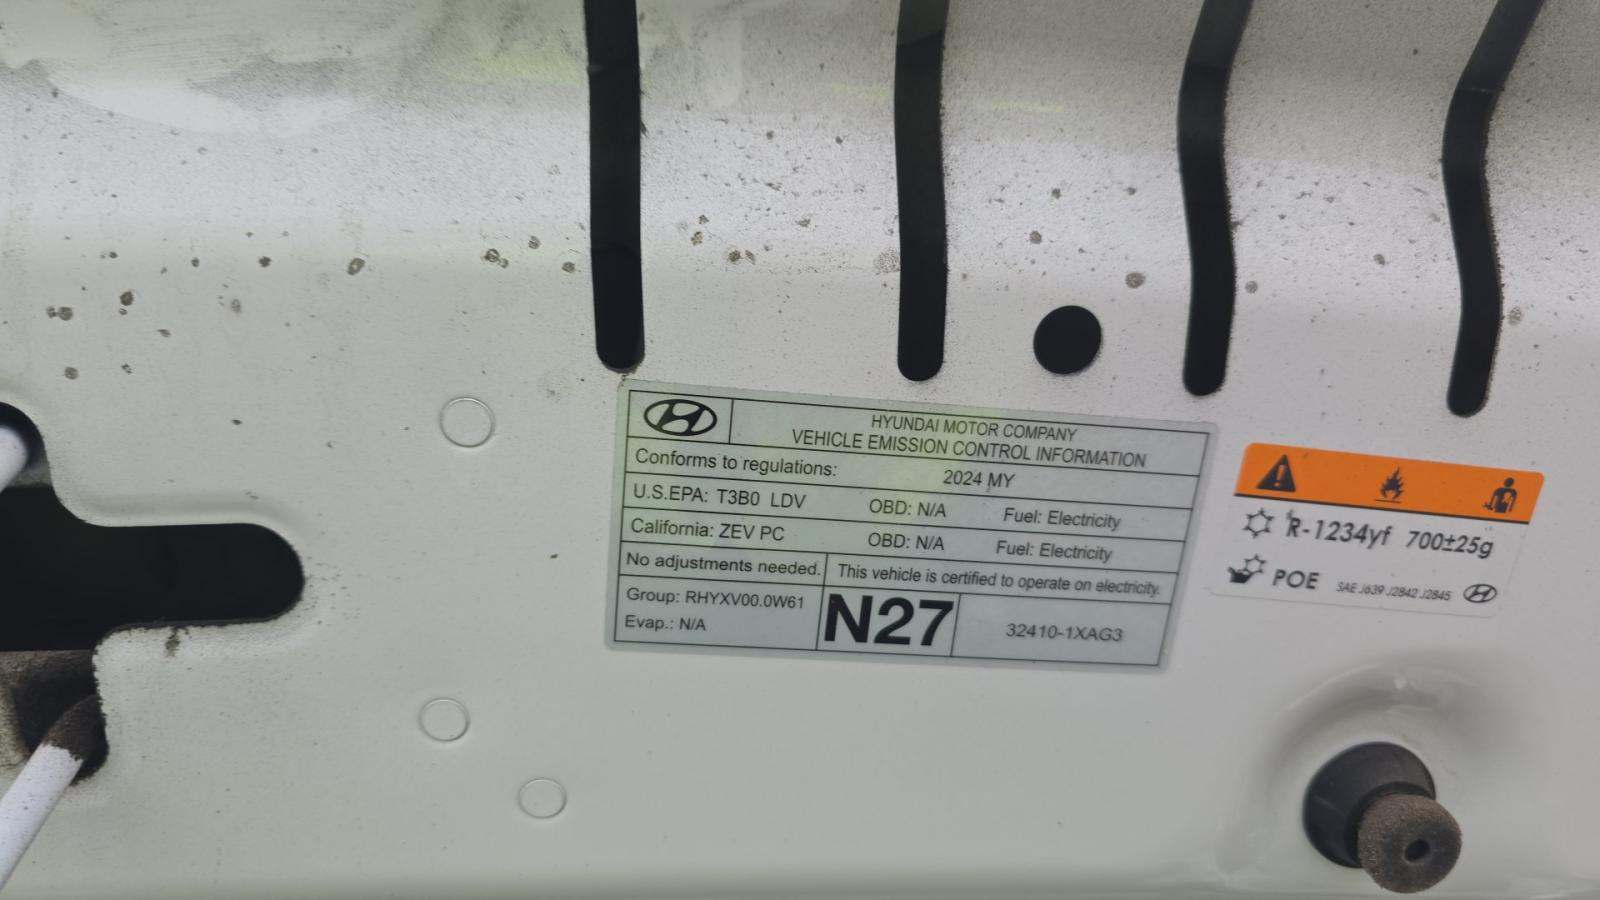 HYUNDAI MOTOR COMPANY
VEHICLE EMISSION CONTROL INFORMATION
Conforms to regulations: 2024 MY
U.S.EPA: T3B0 LDV OBD: N/A Fuel: Electricity
California: ZEV PC OBD: N/A Fuel: Electricity
No adjustments needed. This vehicle is certified to operate on electricity.
Group: RHYXV00.0W61
Evap.: N/A
N27
32410-1XAG3
R-1234yf 700±25g
POE SAE J639 J2842 J2845